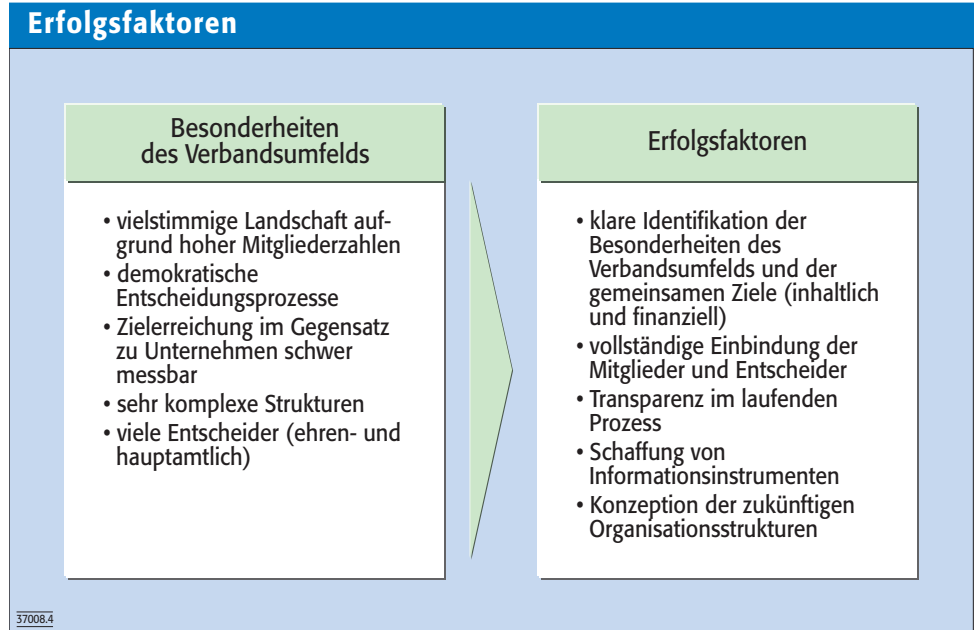 Erfolgsfaktoren
Besonderheiten
des Verbandsumfelds
• vielstimmige Landschaft auf-
grund hoher Mitgliederzahlen
• demokratische
Entscheidungsprozesse
• Zielerreichung im Gegensatz
zu Unternehmen schwer
messbar
• sehr komplexe Strukturen
• viele Entscheider (ehren- und
hauptamtlich)
Erfolgsfaktoren
• klare Identifikation der
Besonderheiten des
Verbandsumfelds und der
gemeinsamen Ziele (inhaltlich
und finanziell)
• vollständige Einbindung der
Mitglieder und Entscheider
• Transparenz im laufenden
Prozess
• Schaffung von
Informationsinstrumenten
• Konzeption der zukünftigen
Organisationsstrukturen
37008.4